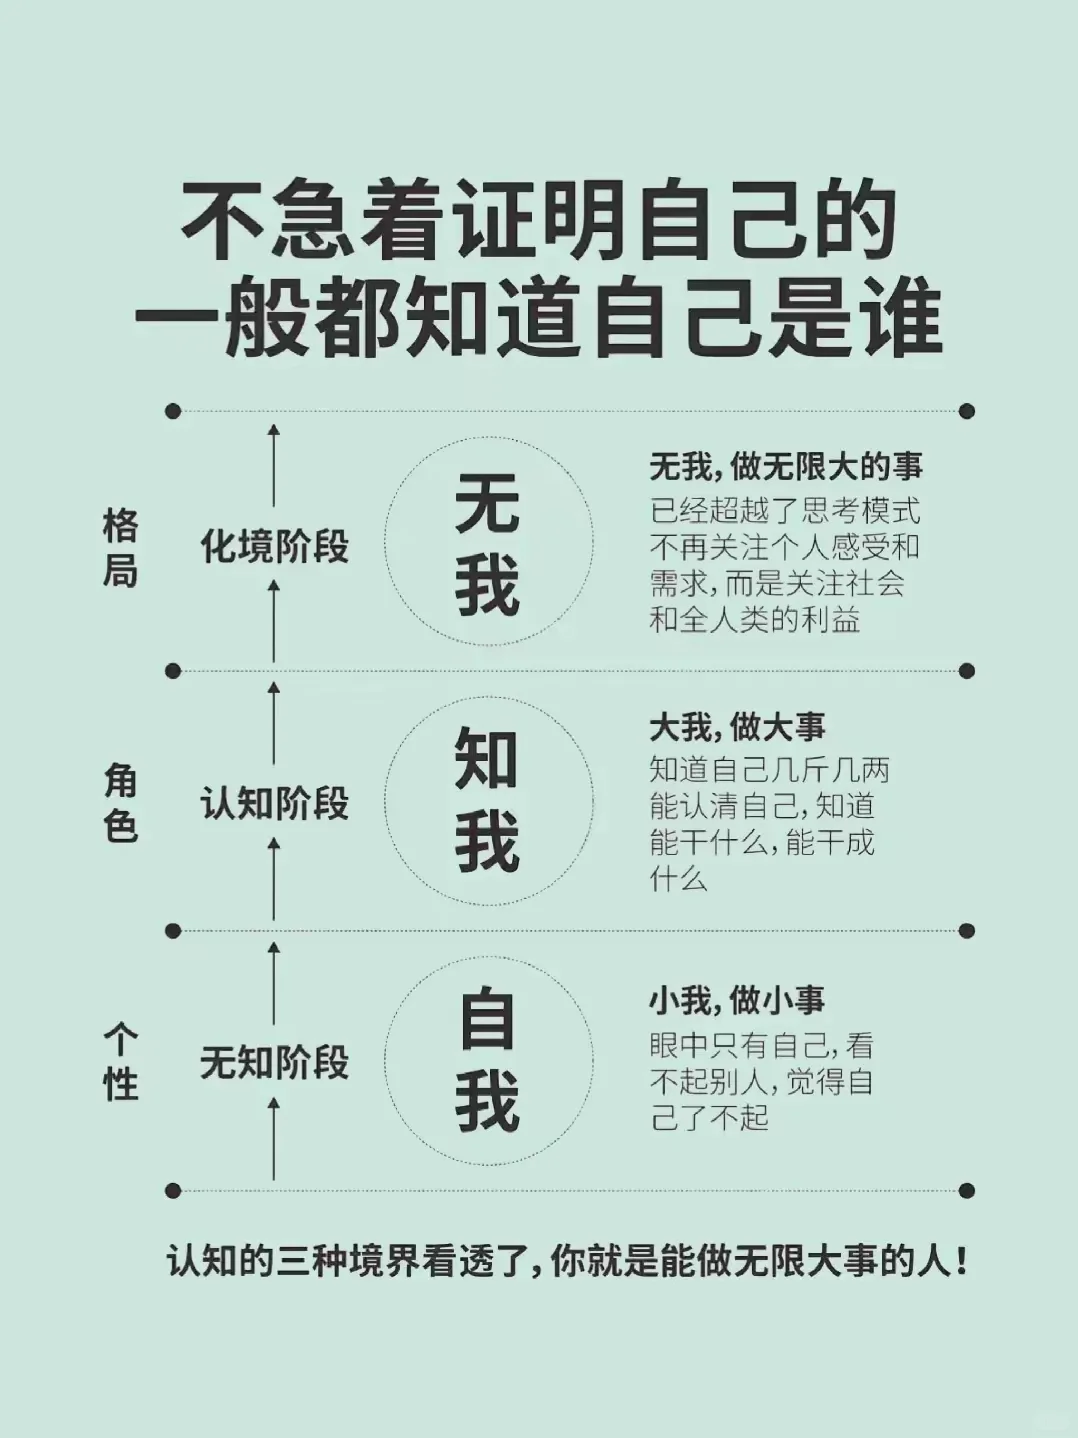 不急着证明自己的
一般都知道自己是谁
格局
化境阶段
无我
无我，做无限大的事
已经超越了思考模式
不再关注个人感受和
需求，而是关注社会
和全人类的利益
角色
认知阶段
知我
大我，做大事
知道自己几斤几两
能认清自己，知道
能干什么，能干成
什么
个性
无知阶段
自我
小我，做小事
眼中只有自己，看
不起别人，觉得自
己了不起
认知的三种境界看透了，你就是能做无限大事的人！